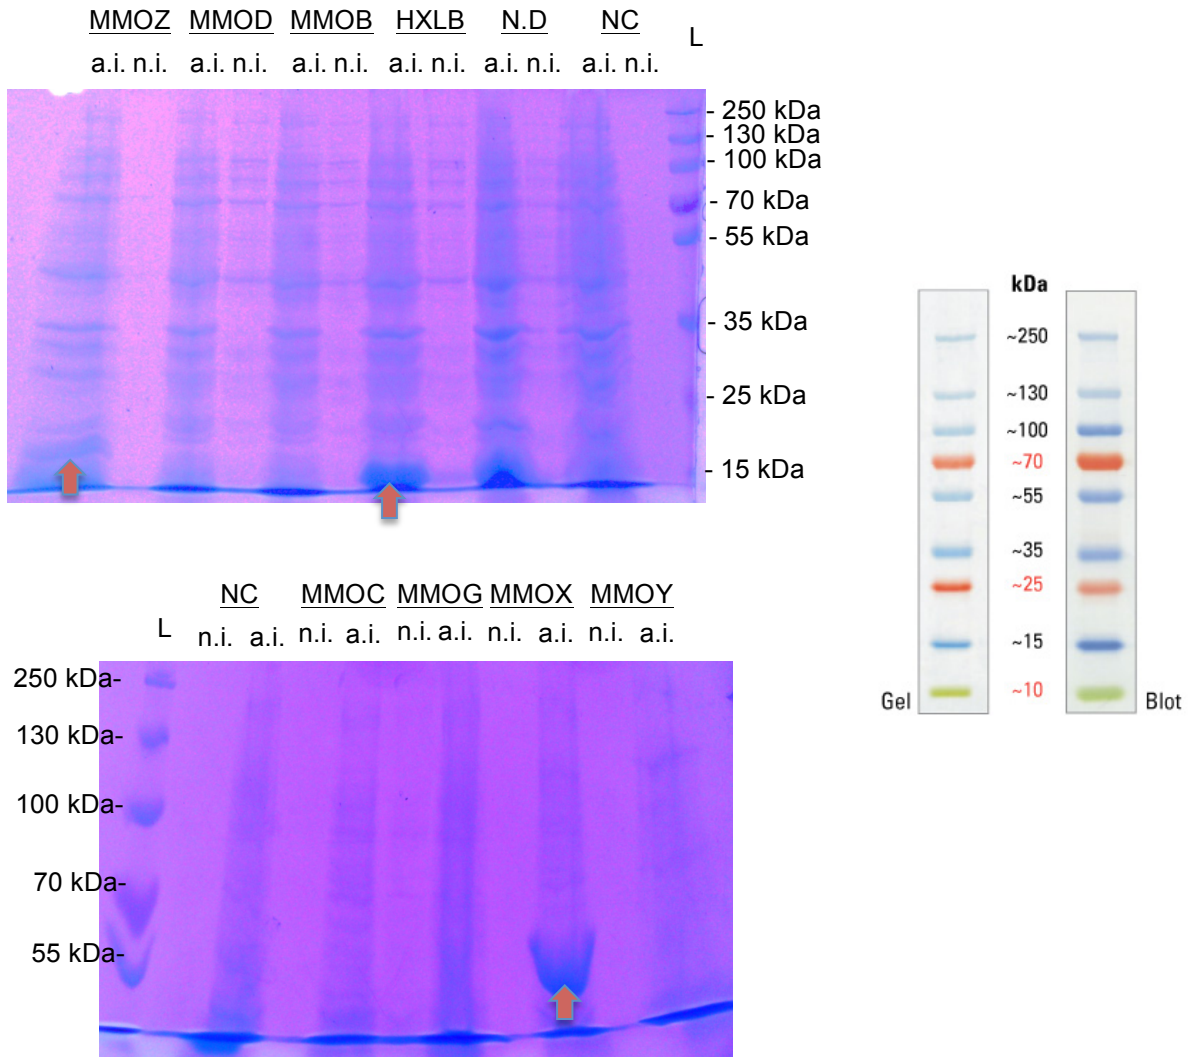 MMOZ MMOD MMOB HXLB N.D NC
L
a.i. n.i. a.i. n.i. a.i. n.i. a.i. n.i. a.i. n.i. a.i. n.i.
- 250 kDa
- 130 kDa
- 100 kDa
- 70 kDa
- 55 kDa
- 35 kDa
- 25 kDa
- 15 kDa
kDa
~250
~130
~100
~70
~55
~35
~25
~15
~10
Gel Blot
NC MMOC MMOG MMOX MMOY
L n.i. a.i. n.i. a.i. n.i. a.i. n.i. a.i. n.i. a.i.
250 kDa-
130 kDa-
100 kDa-
70 kDa-
55 kDa-